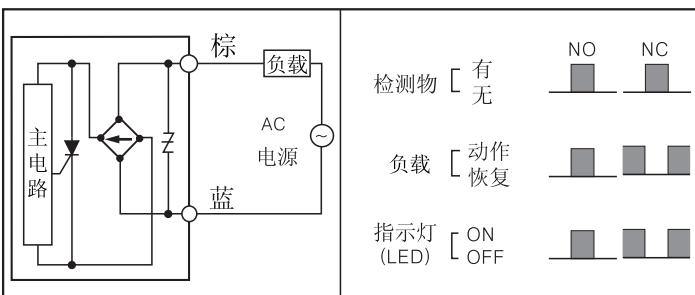 棕
负载
AC
电源
主电路
蓝
~
NO NC
检测物 [ 有
无
负载 [ 动作
恢复
指示灯 [ ON
(LED) OFF